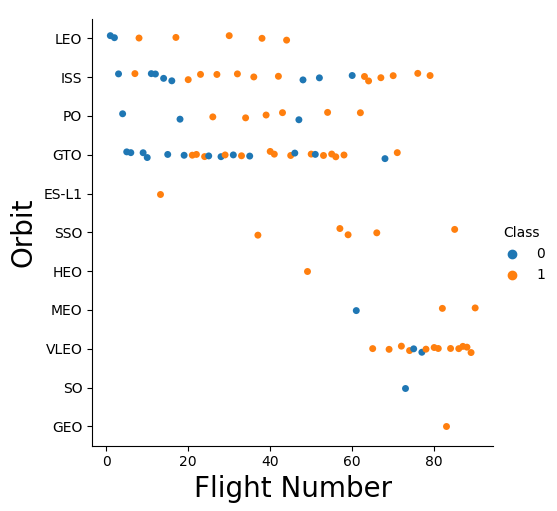 LEO
ISS
PO
GTO
ES-L1
SSO
HEO
MEO
VLEO
SO
GEO
Orbit
0
20
40
60
80
Flight Number
Class
0
1